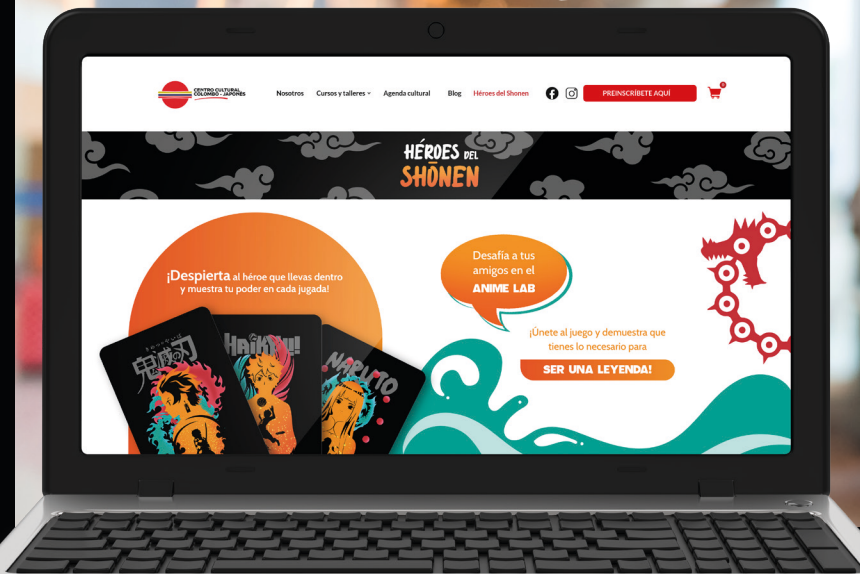 CENTRO CULTURAL
COLOMBO - JAPONÉS
Nosotros Cursos y talleres Agenda cultural Blog Héroes del Shonen PREINSCRÍBETE AQUÍ 0
HÉROES DEL
SHŌNEN
¡Despierta al héroe que llevas dentro
y muestra tu poder en cada jugada!
鬼滅の刃
HAIKYU!!
NARUTO
Desafía a tus
amigos en el
ANIME LAB
¡Únete al juego y demuestra que
tienes lo necesario para
SER UNA LEYENDA!